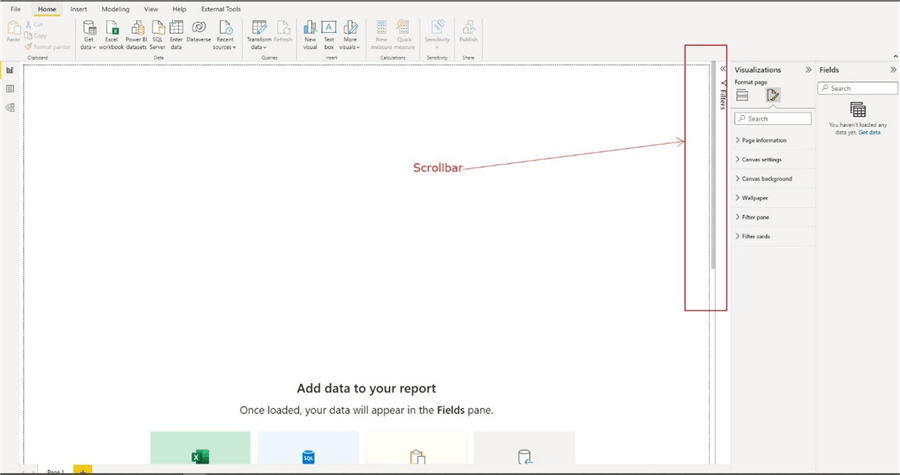 File Home Insert Modeling View Help External Tools
Paste
Cut
Copy
Format painter
Clipboard
Get data
Excel workbook
Power BI datasets
SQL Server
Enter data
Dataverse
Recent sources
Data
Transform data
Refresh
Queries
New visual
Text box
More visuals
Insert
New measure
Quick measure
Calculations
Sensitivity
Sensitivity
Publish
Share
Scrollbar
Add data to your report
Once loaded, your data will appear in the Fields pane.
Filters
Visualizations
Format page
Search
Page information
Canvas settings
Canvas background
Wallpaper
Filter pane
Filter cards
Fields
Search
You haven't loaded any
data yet. Get data
Page 1